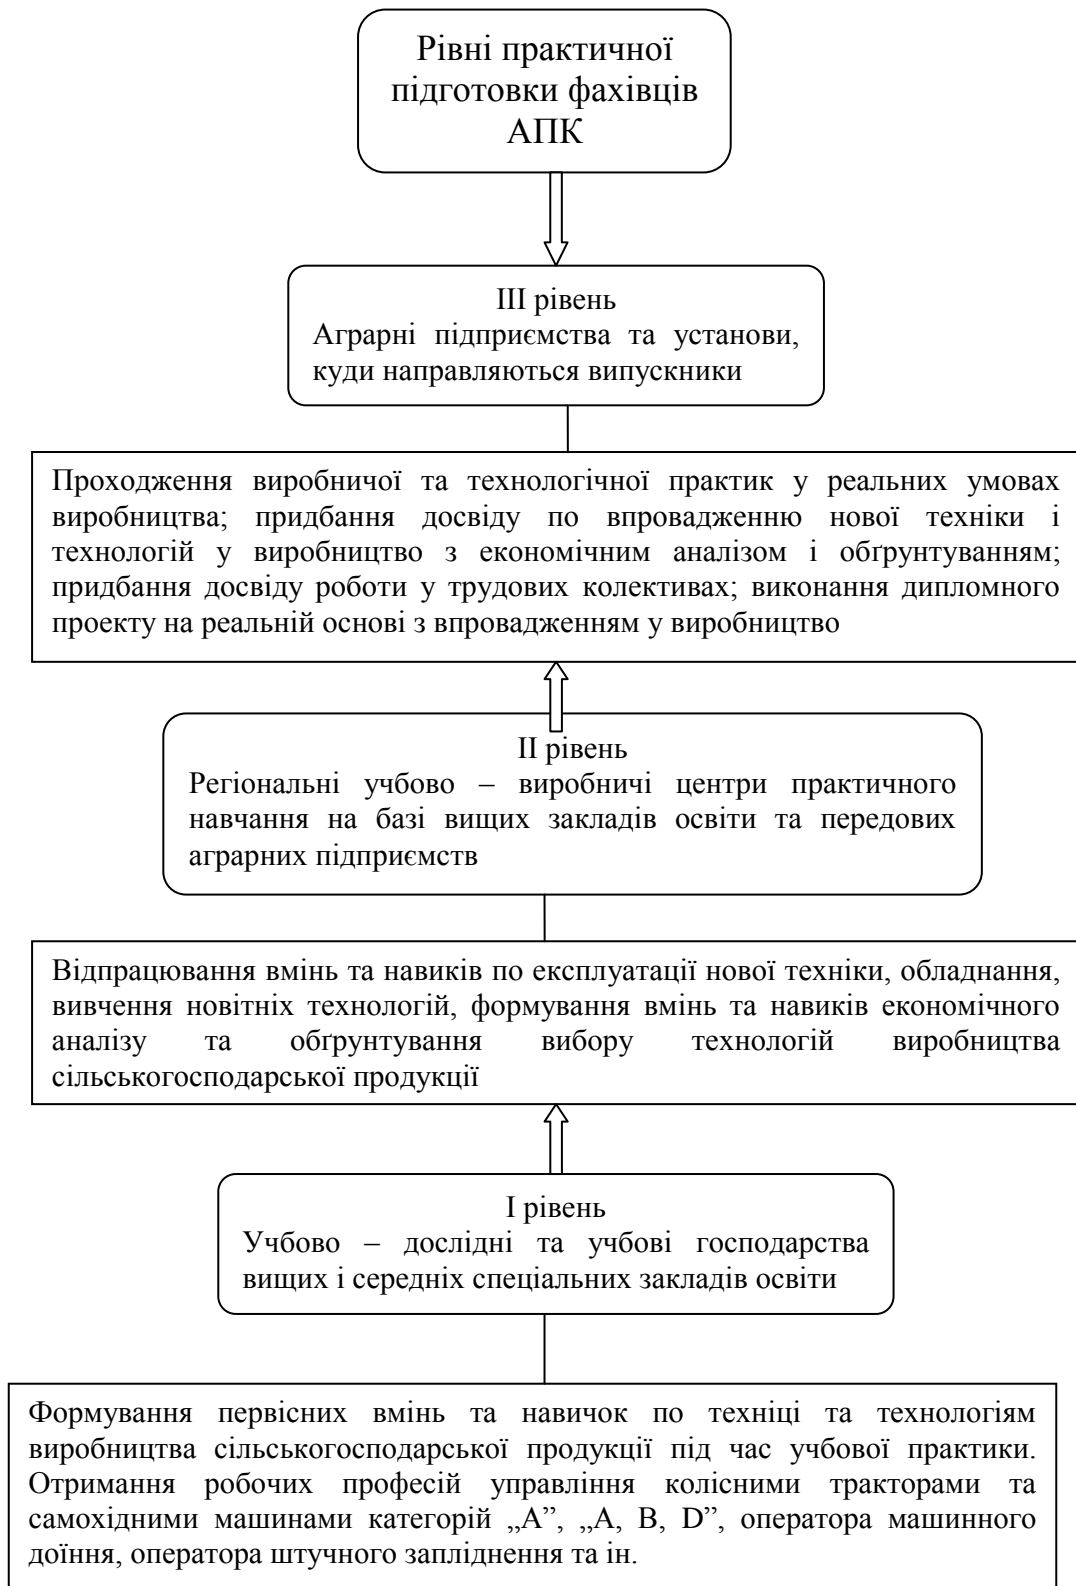 Рівні практичної
підготовки фахівців
АПК
ІІІ рівень
Аграрні підприємства та установи,
куди направляються випускники
Проходження виробничої та технологічної практик у реальних умовах
виробництва; придбання досвіду по впровадженню нової техніки і
технологій у виробництво з економічним аналізом і обґрунтуванням;
придбання досвіду роботи у трудових колективах; виконання дипломного
проекту на реальній основі з впровадженням у виробництво
ІІ рівень
Регіональні учбово – виробничі центри практичного
навчання на базі вищих закладів освіти та передових
аграрних підприємств
Відпрацювання вмінь та навиків по експлуатації нової техніки, обладнання,
вивчення новітніх технологій, формування вмінь та навиків економічного
аналізу та обґрунтування вибору технологій виробництва
сільськогосподарської продукції
І рівень
Учбово – дослідні та учбові господарства
вищих і середніх спеціальних закладів освіти
Формування первісних вмінь та навичок по техніці та технологіям
виробництва сільськогосподарської продукції під час учбової практики.
Отримання робочих професій управління колісними тракторами та
самохідними машинами категорій „А”, „А, В, D”, оператора машинного
доїння, оператора штучного запліднення та ін.